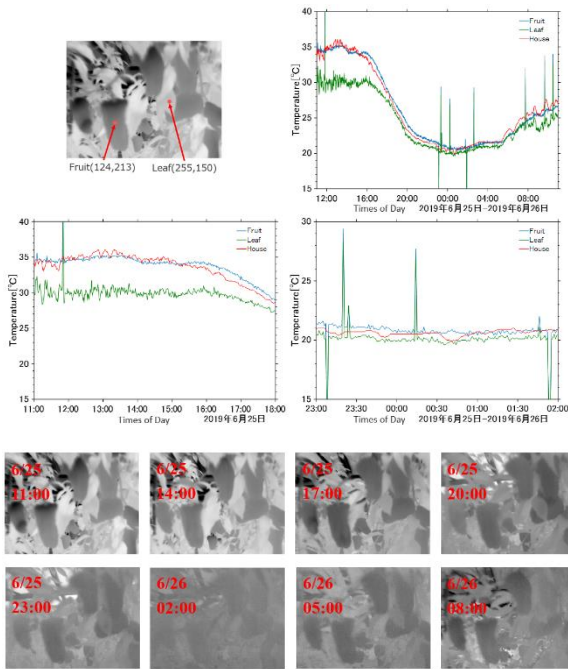 Fruit(124,213)
Leaf(255,150)
Temperature[℃]
40
35
30
25
20
15
Fruit
Leaf
House
12:00 16:00 20:00 00:00 04:00 08:00
Times of Day
2019年6月25日-2019年6月26日
Temperature[℃]
40
35
30
25
20
15
Fruit
Leaf
House
11:00 12:00 13:00 14:00 15:00 16:00 17:00 18:00
Times of Day
2019年6月25日
Temperature[℃]
30
25
20
15
Fruit
Leaf
House
23:00 23:30 00:00 00:30 01:00 01:30 02:00
Times of Day
2019年6月25日-2019年6月26日
6/25
11:00
6/25
14:00
6/25
17:00
6/25
20:00
6/25
23:00
6/26
02:00
6/26
05:00
6/26
08:00